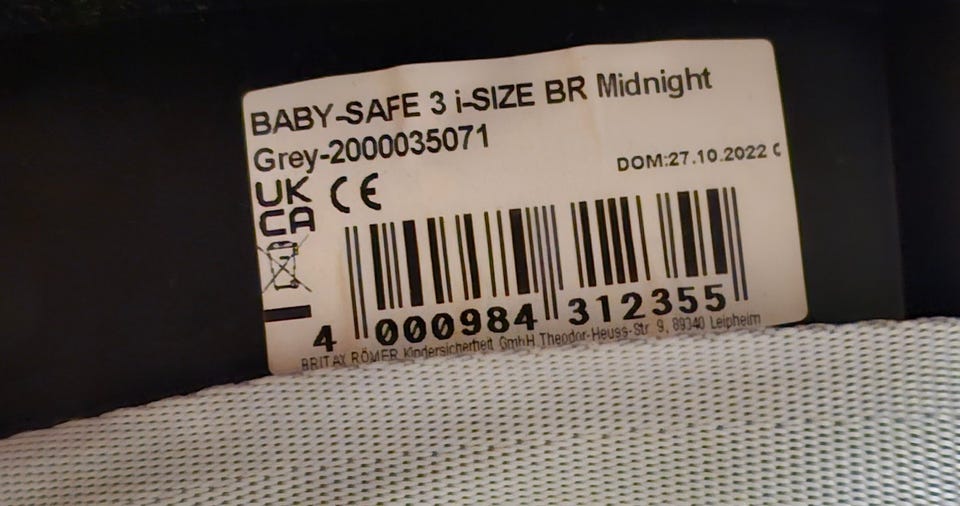 BABY-SAFE 3 i-SIZE BR Midnight
Grey-2000035071
DOM:27.10.2022 C
UK
CA
CE
4 000984 312355
BRITAX RÖMER Kindersicherheit GmbH Theodor-Heuss-Str 9, 89340 Leipheim